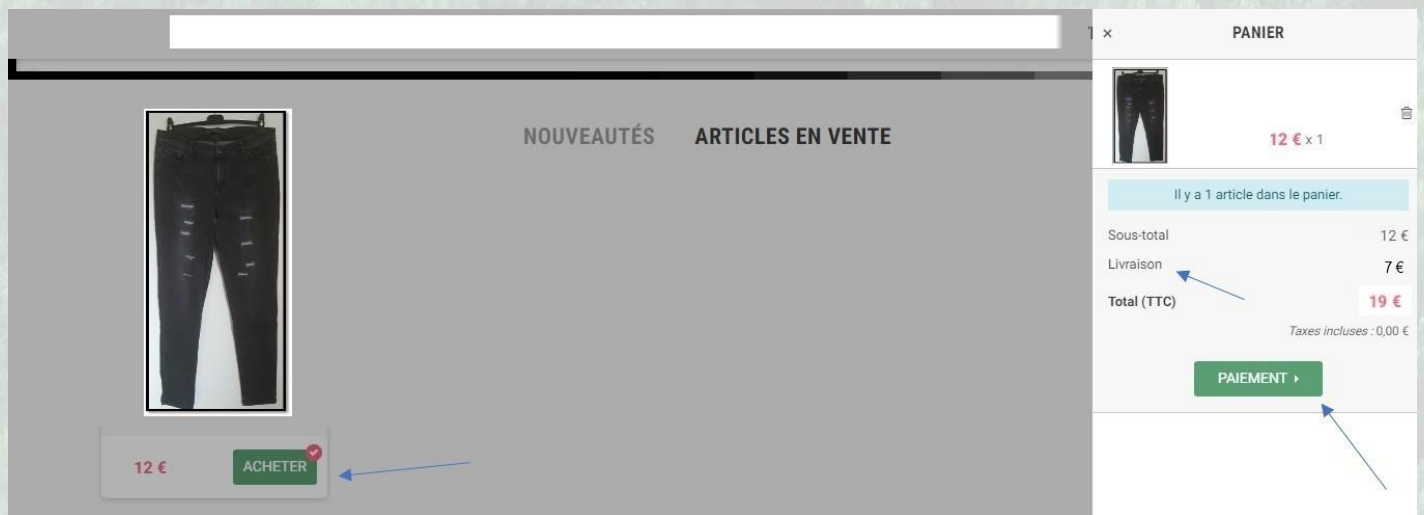 NOUVEAUTÉS ARTICLES EN VENTE
12 € ACHETER
× PANIER
12 € x 1
Il y a 1 article dans le panier.
Sous-total 12 €
Livraison 7 €
Total (TTC) 19 €
Taxes incluses : 0,00 €
PAIEMENT